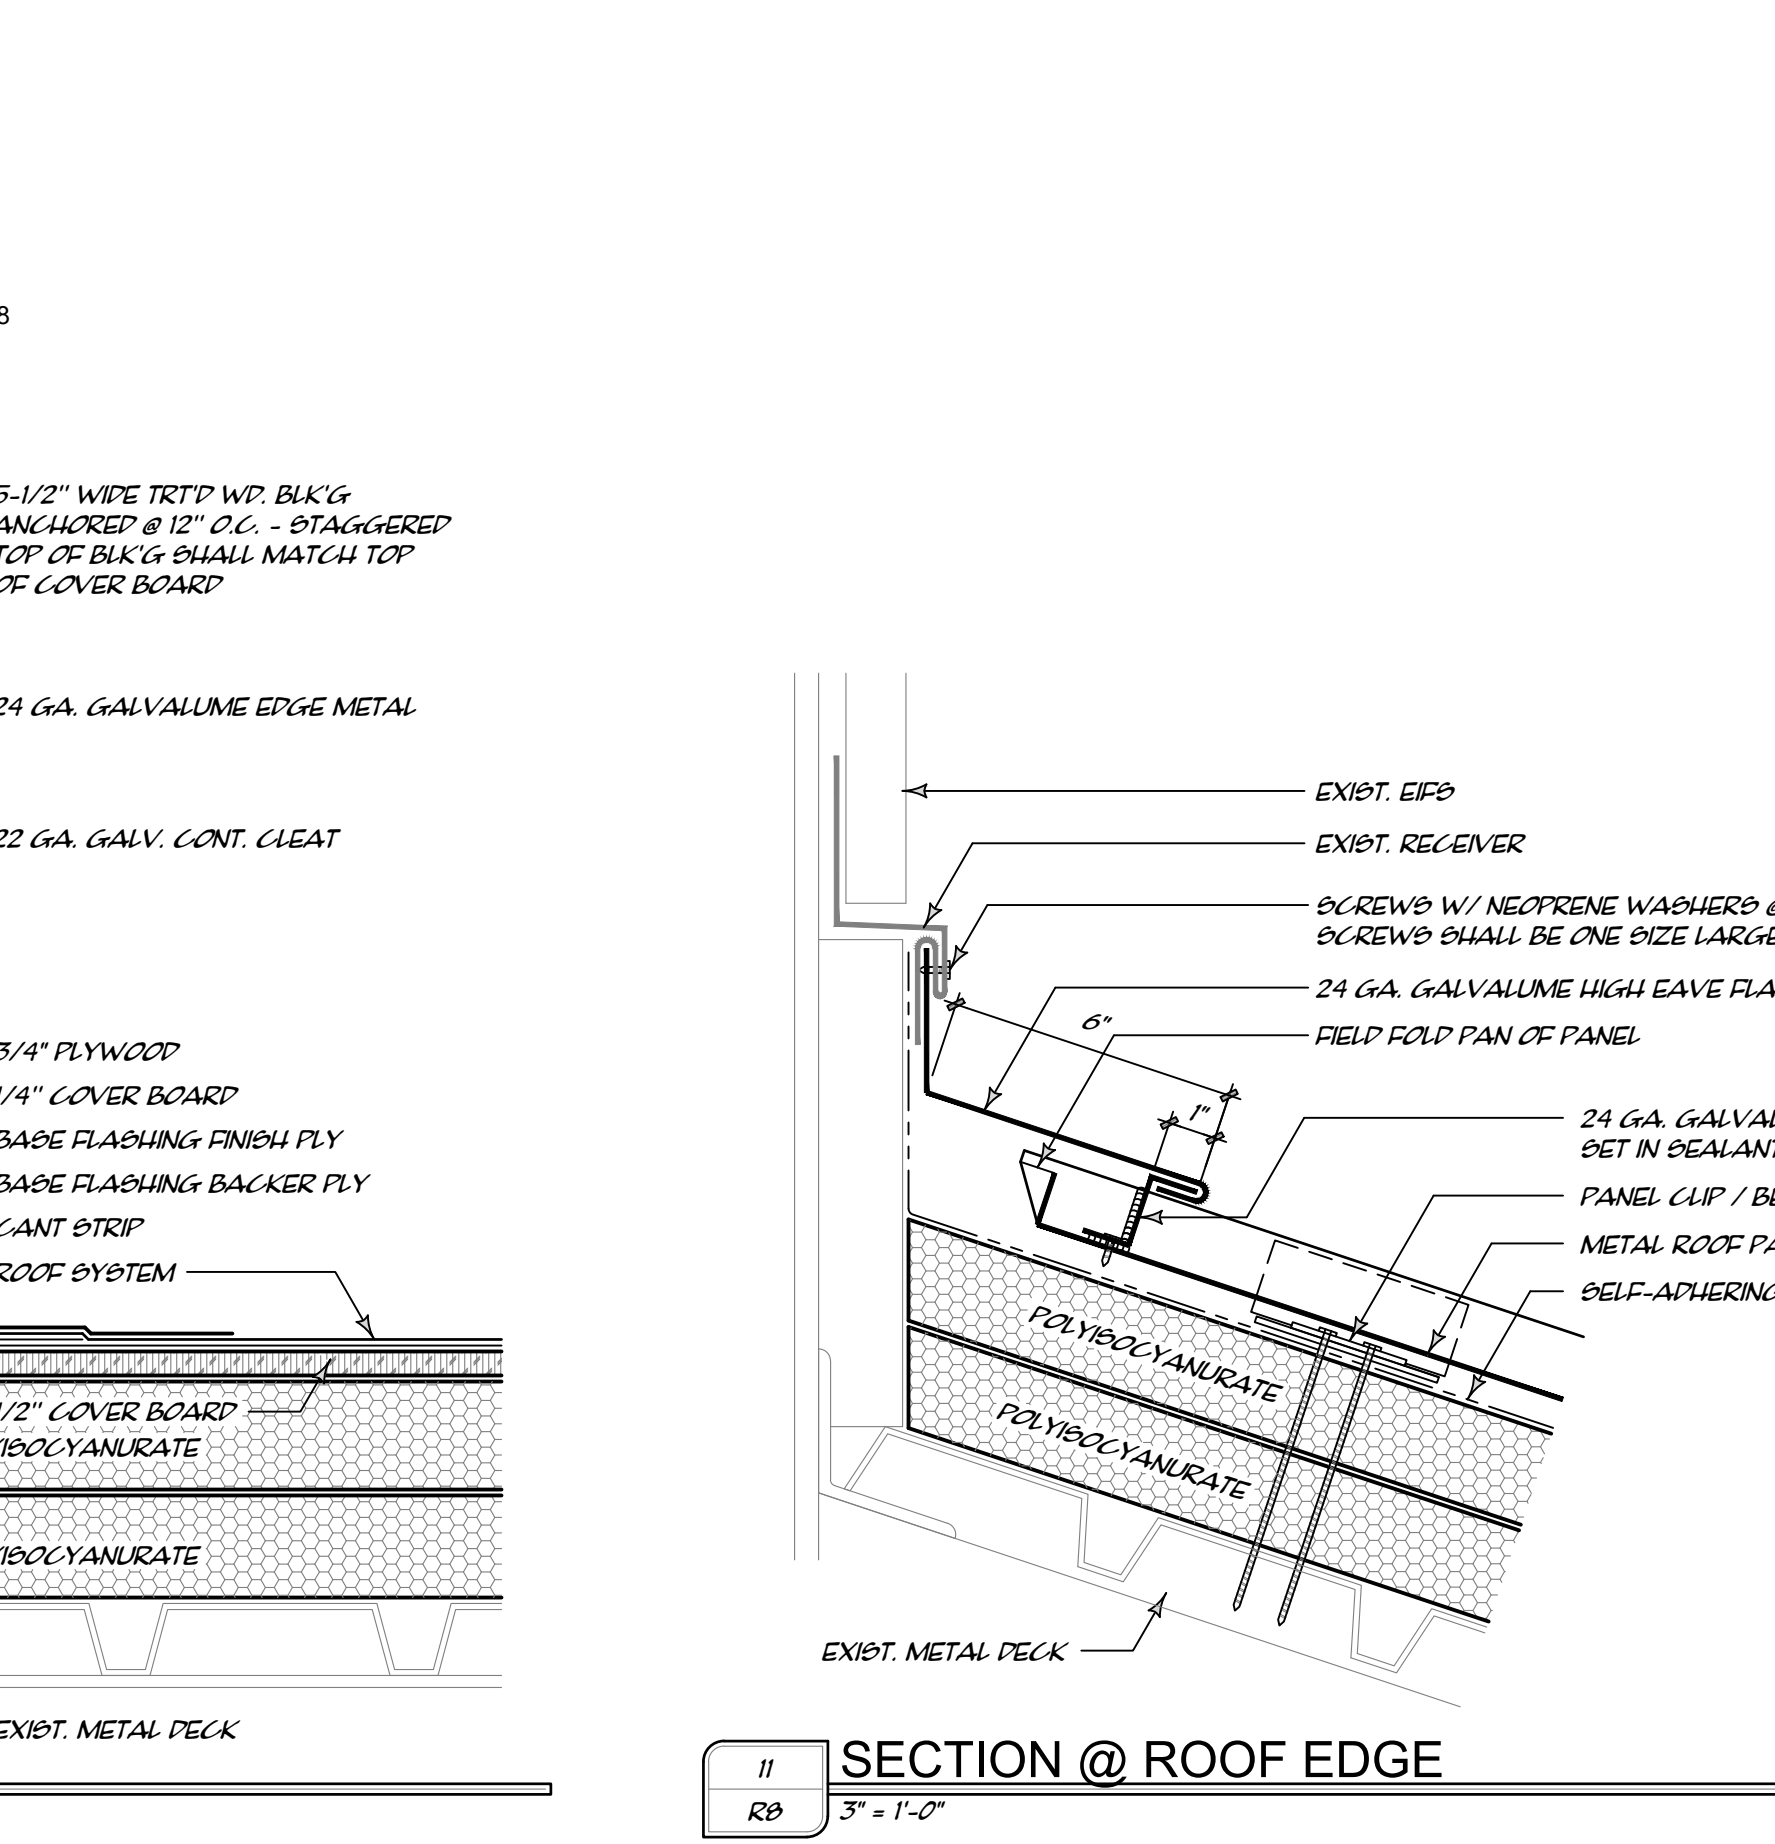 8
5-1/2" WIDE TRT'D WD. BLK'G
ANCHORED @ 12" O.C. - STAGGERED
TOP OF BLK'G SHALL MATCH TOP
OF COVER BOARD
24 GA. GALVALUME EDGE METAL
22 GA. GALV. CONT. CLEAT
3/4" PLYWOOD
1/4" COVER BOARD
BASE FLASHING FINISH PLY
BASE FLASHING BACKER PLY
CANT STRIP
ROOF SYSTEM
1/2" COVER BOARD
YISOCYANURATE
YISOCYANURATE
EXIST. METAL DECK
EXIST. EIFS
EXIST. RECEIVER
SCREWS W/ NEOPRENE WASHERS @
SCREWS SHALL BE ONE SIZE LARGE
24 GA. GALVALUME HIGH EAVE FLA
6"
FIELD FOLD PAN OF PANEL
1"
24 GA. GALVAL
SET IN SEALANT
PANEL CLIP / BE
METAL ROOF PA
SELF-ADHERING
POLYISOCYANURATE
POLYISOCYANURATE
EXIST. METAL DECK
11
SECTION @ ROOF EDGE
R8
3" = 1'-0"